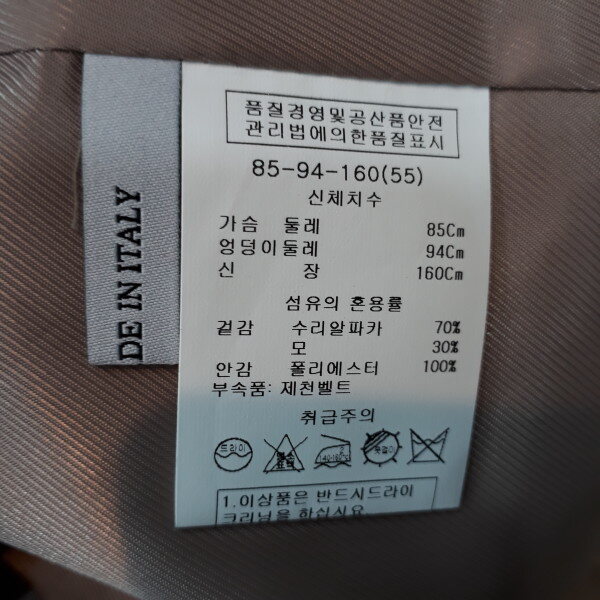 품질경영및공산품안전
관리법에의한품질표시
85-94-160(55)
신체치수
가슴 둘레 85Cm
엉덩이둘레 94Cm
신 장 160Cm
섬유의 혼용률
겉감 수리알파카 70%
모 30%
안감 폴리에스터 100%
부속품: 제천벨트
취급주의
드라이
염소표백
1.이상품은 반드시드라이
크리닝을 하십시요.
DE IN ITALY